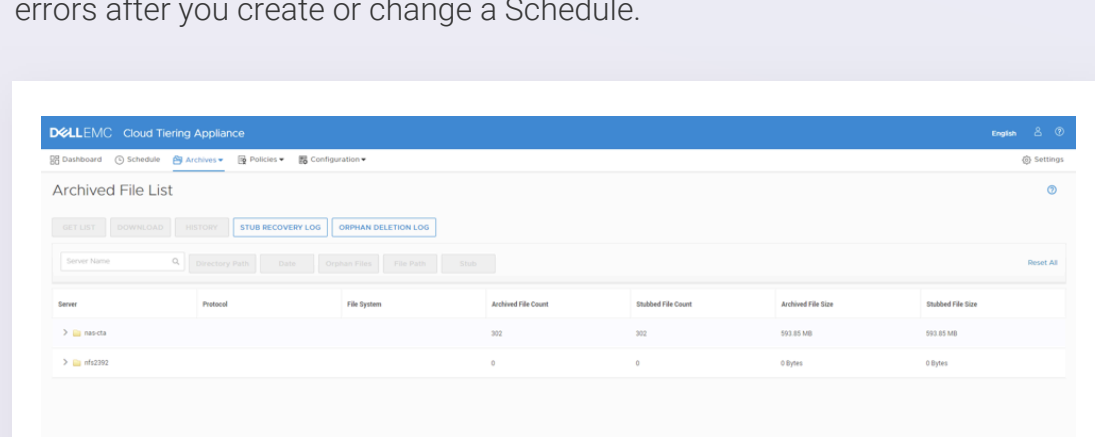 errors after you create or change a Schedule.
DELLEMC Cloud Tiering Appliance English
Dashboard Schedule Archives Policies Configuration Settings
Archived File List
GET LIST DOWNLOAD HISTORY STUB RECOVERY LOG ORPHAN DELETION LOG
Server Name Directory Path Date Orphan Files File Path Stub Reset All
Server Protocol File System Archived File Count Stubbed File Count Archived File Size Stubbed File Size
nas-cta 302 302 593.85 MB 593.85 MB
nfs2392 0 0 0 Bytes 0 Bytes